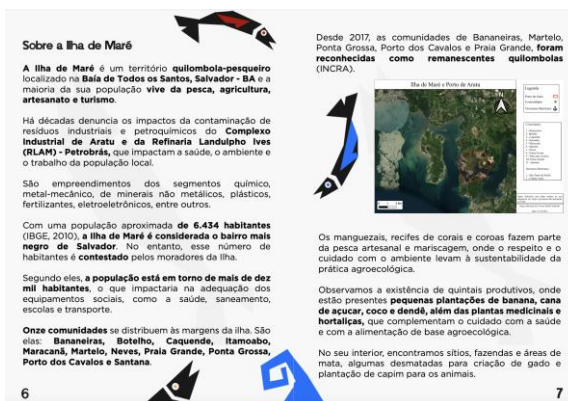 Sobre a Ilha de Maré
A Ilha de Maré é um território quilombola-pesqueiro
localizado na Baía de Todos os Santos, Salvador - BA e a
maioria da sua população vive da pesca, agricultura,
artesanato e turismo.
Há décadas denuncia os impactos da contaminação de
resíduos industriais e petroquímicos do Complexo
Industrial de Aratu e da Refinaria Landulpho Ives
(RLAM) - Petrobrás, que impactam a saúde, o ambiente e
o trabalho da população local.
São empreendimentos dos segmentos químico,
metal-mecânico, de minerais não metálicos, plásticos,
fertilizantes, eletroeletrônicos, entre outros.
Com uma população aproximada de 6.434 habitantes
(IBGE, 2010), a Ilha de Maré é considerada o bairro mais
negro de Salvador. No entanto, esse número de
habitantes é contestado pelos moradores da Ilha.
Segundo eles, a população está em torno de mais de dez
mil habitantes, o que impactaria na adequação dos
equipamentos sociais, como a saúde, saneamento,
escolas e transporte.
Onze comunidades se distribuem às margens da ilha. São
elas: Bananeiras, Botelho, Caquende, Itamoabo,
Maracanã, Martelo, Neves, Praia Grande, Ponta Grossa,
Porto dos Cavalos e Santana.
6
Desde 2017, as comunidades de Bananeiras, Martelo,
Ponta Grossa, Porto dos Cavalos e Praia Grande, foram
reconhecidas como remanescentes quilombolas
(INCRA).
Ilha de Maré e Porto de Aratu
N
Legenda
Os manguezais, recifes de corais e coroas fazem parte
da pesca artesanal e mariscagem, onde o respeito e o
cuidado com o ambiente levam à sustentabilidade da
prática agroecológica.
Observamos a existência de quintais produtivos, onde
estão presentes pequenas plantações de banana, cana
de açucar, coco e dendê, além das plantas medicinais e
hortaliças, que complementam o cuidado com a saúde
e com a alimentação de base agroecológica.
No seu interior, encontramos sítios, fazendas e áreas de
mata, algumas desmatadas para criação de gado e
plantação de capim para os animais.
7